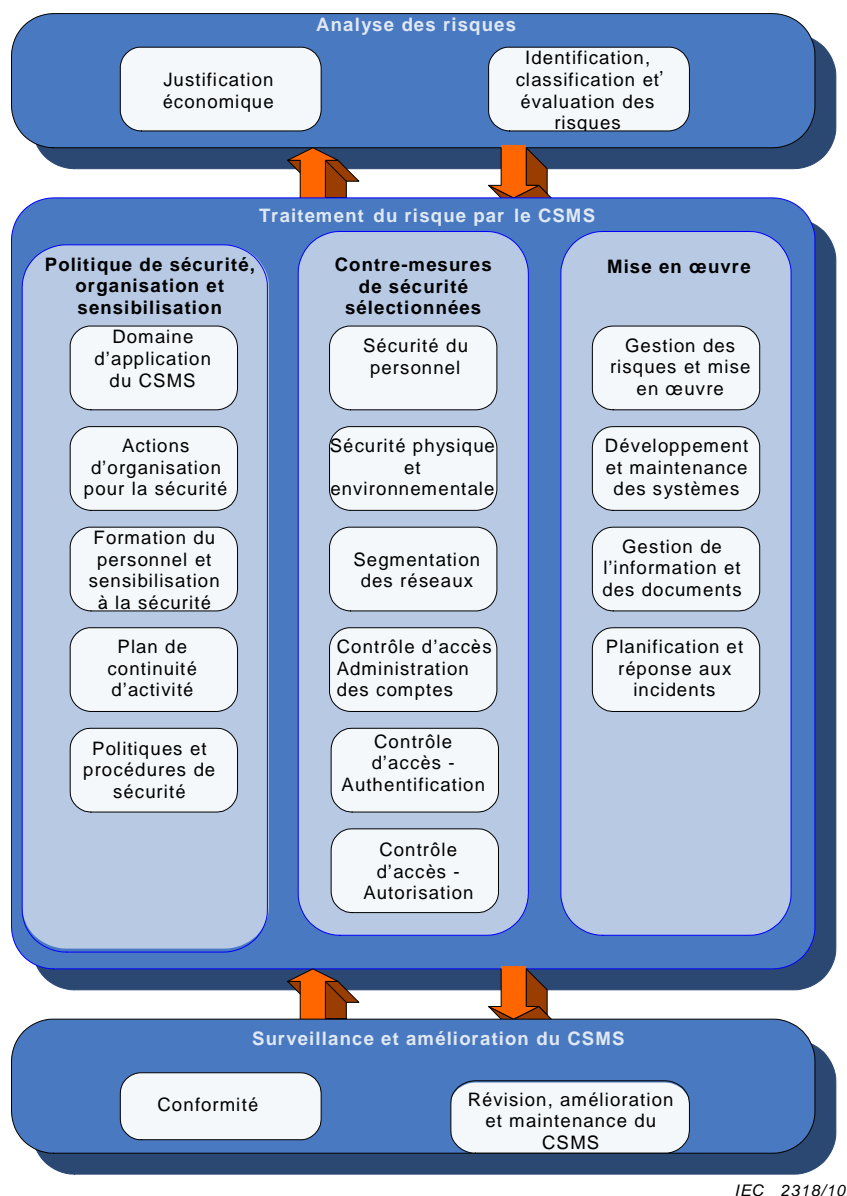 Analyse des risques
Justification
économique
Identification,
classification et’
évaluation des
risques
Traitement du risque par le CSMS
Politique de sécurité,
organisation et
sensibilisation
Domaine
d’application
du CSMS
Actions
d’organisation
pour la sécurité
Formation du
personnel et
sensibilisation
à la sécurité
Plan de
continuité
d’activité
Politiques et
procédures de
sécurité
Contre-mesures
de sécurité
sélectionnées
Sécurité du
personnel
Sécurité physique
et
environnementale
Segmentation
des réseaux
Contrôle d’accès
Administration
des comptes
Contrôle
d’accès -
Authentification
Contrôle
d’accès -
Autorisation
Mise en œuvre
Gestion des
risques et mise
en œuvre
Développement
et maintenance
des systèmes
Gestion de
l’information et
des documents
Planification et
réponse aux
incidents
Surveillance et amélioration du CSMS
Conformité
Révision, amélioration
et maintenance du
CSMS
IEC 2318/10